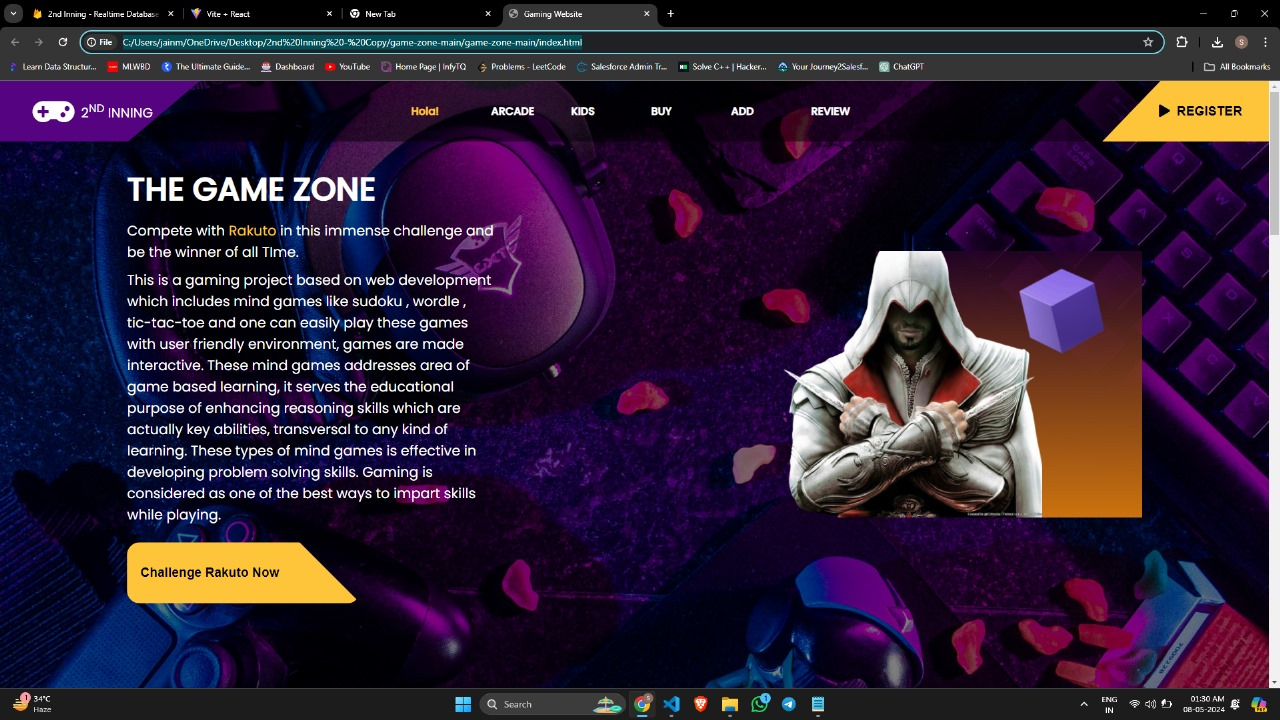 2nd Inning - Realtime Database
Vite + React
New Tab
Gaming Website
File
C:/Users/jainm/OneDrive/Desktop/2nd%20Inning%20-%20Copy/game-zone-main/game-zone-main/index.html
S
Learn Data Structur...
MLWBD
The Ultimate Guide...
Dashboard
YouTube
Home Page | InfyTQ
Problems - LeetCode
Salesforce Admin Tr...
Solve C++ | Hacker...
Your Journey2Salesf...
ChatGPT
All Bookmarks
2ND INNING
Hola!
ARCADE
KIDS
BUY
ADD
REVIEW
REGISTER
THE GAME ZONE
Compete with Rakuto in this immense challenge and
be the winner of all TIme.
This is a gaming project based on web development
which includes mind games like sudoku , wordle ,
tic-tac-toe and one can easily play these games
with user friendly environment, games are made
interactive. These mind games addresses area of
game based learning, it serves the educational
purpose of enhancing reasoning skills which are
actually key abilities, transversal to any kind of
learning. These types of mind games is effective in
developing problem solving skills. Gaming is
considered as one of the best ways to impart skills
while playing.
Challenge Rakuto Now
1
34°C
Haze
Search
S
1
ENG
IN
01:30 AM
08-05-2024